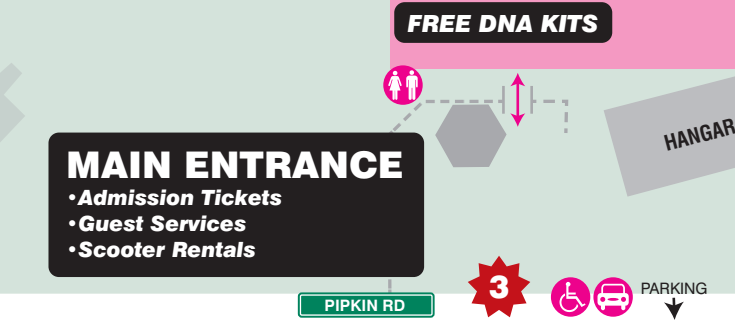 FREE DNA KITS
HANGAR
MAIN ENTRANCE
•Admission Tickets
•Guest Services
•Scooter Rentals
3
PARKING
PIPKIN RD